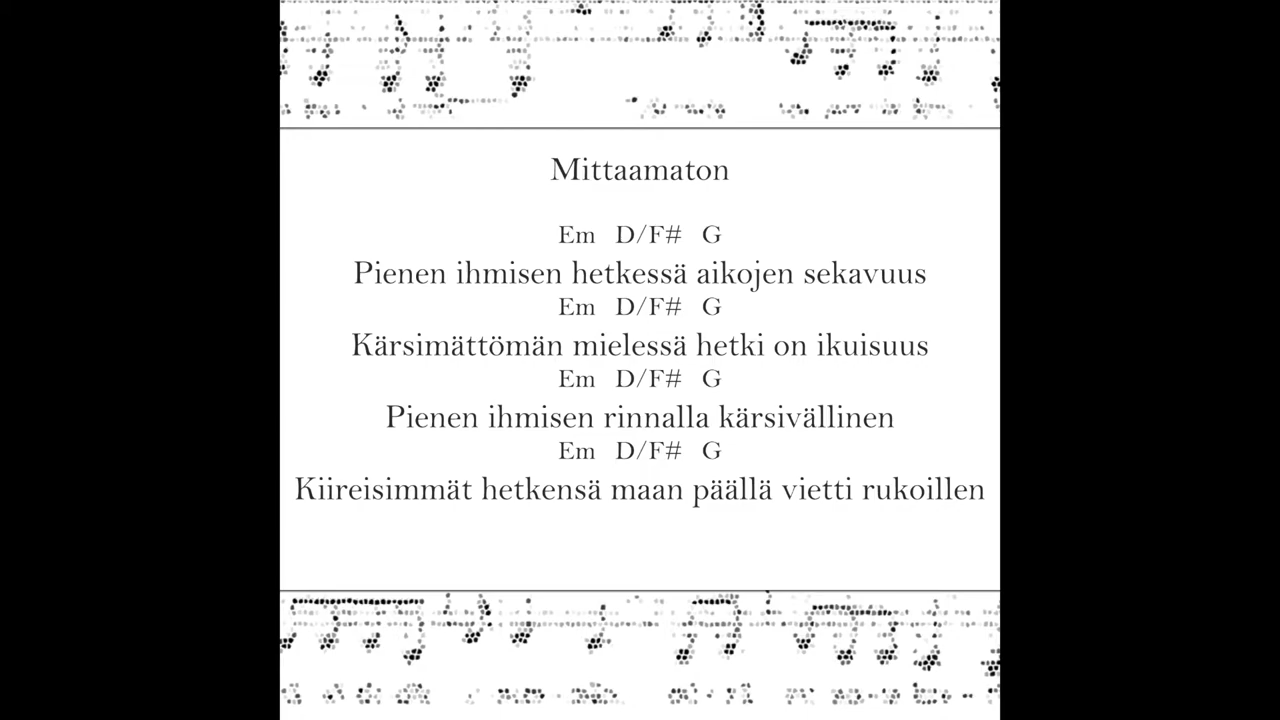 Mittaamaton
Em D/F# G
Pienen ihmisen hetkessä aikojen sekavuus
Em D/F# G
Kärsimättömän mielessä hetki on ikuisuus
Em D/F# G
Pienen ihmisen rinnalla kärsivällinen
Em D/F# G
Kiireisimmät hetkensä maan päällä vietti rukoillen